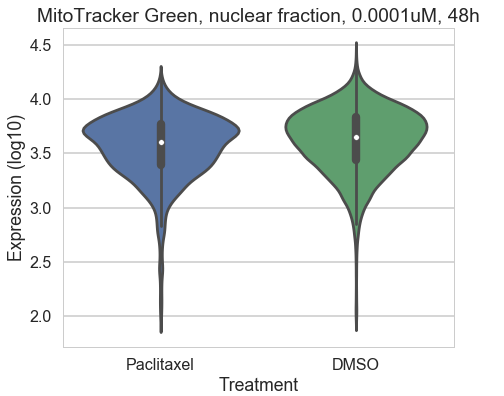 MitoTracker Green, nuclear fraction, 0.0001uM, 48h
4.5
4.0
3.5
3.0
2.5
2.0
Expression (log10)
Paclitaxel DMSO
Treatment